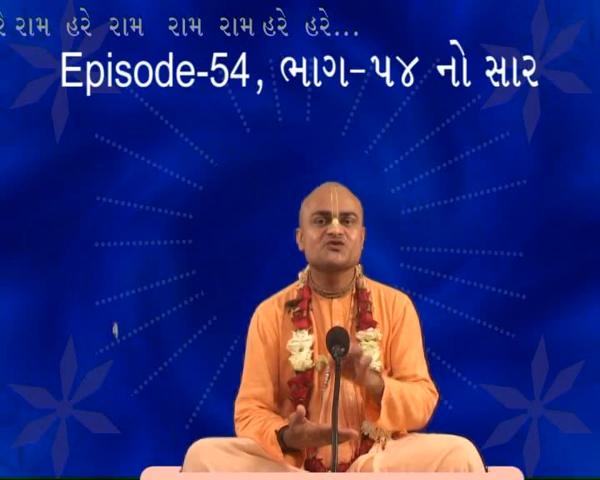 રે રામ હરે રામ રામ રામ હરે હરે...
Episode-54, ભાગ-૫૪ નો સાર